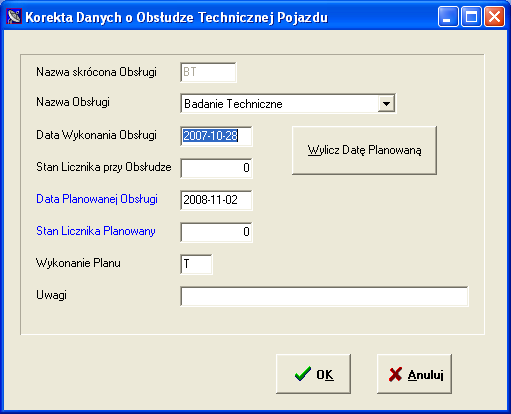 Korekta Danych o Obsłudze Technicznej Pojazdu
Nazwa skrócona Obsługi BT
Nazwa Obsługi Badanie Techniczne
Data Wykonania Obsługi 2007-10-28
Wylicz Datę Planowaną
Stan Licznika przy Obsłudze 0
Data Planowanej Obsługi 2008-11-02
Stan Licznika Planowany 0
Wykonanie Planu T
Uwagi
OK Anuluj